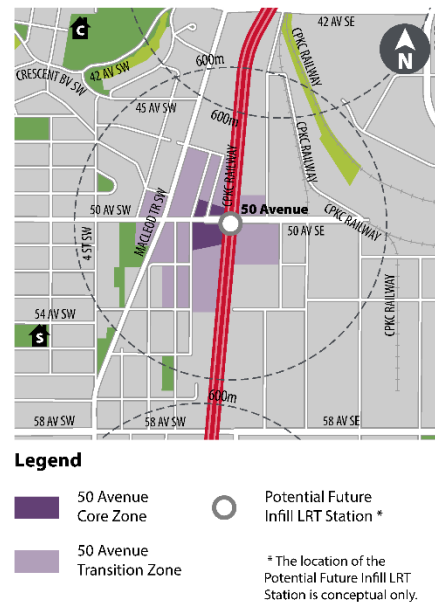 42 AV SE
C
N
CRESCENT BV SW
42 AV SW
600m
45 AV SW
600m
CPKC RAILWAY
CPKC RAILWAY
CPKC RAILWAY
50 AV SW
MACLEOD TR SW
50 Avenue
50 AV SE
CPKC RAILWAY
4 ST SW
54 AV SW
S
CPKC RAILWAY
600m
58 AV SW
58 AV SW
58 AV SE
Legend
50 Avenue
Core Zone
Potential Future
Infill LRT Station *
50 Avenue
Transition Zone
* The location of the
Potential Future Infill LRT
Station is conceptual only.